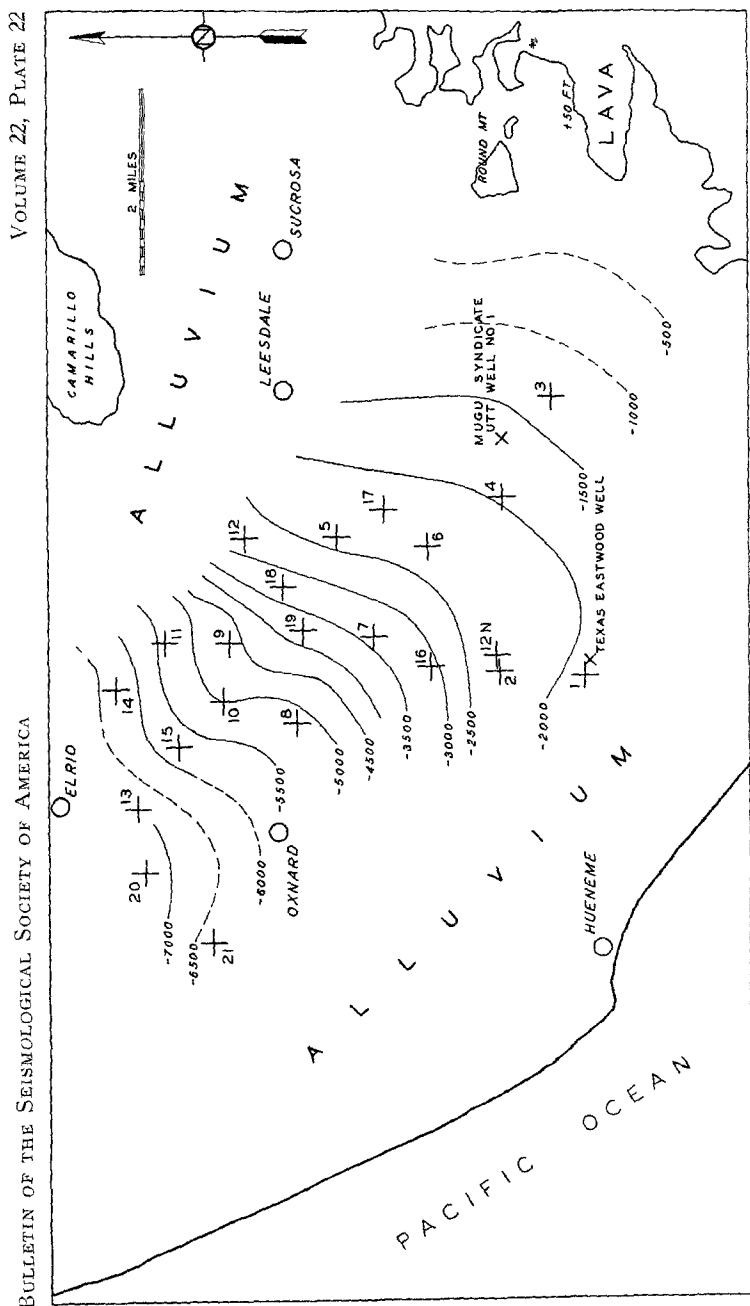 BULLETIN OF THE SEISMOLOGICAL SOCIETY OF AMERICA
VOLUME 22, PLATE 22
ELRIO
CAMARILLO
HILLS
N
2 MILES
ALLUVIUM
SUCROSA
LEESDALE
OXNARD
20
13
14
15
11
12
21
10
9
18
19
8
17
5
7
6
16
4
3
12N
2
1
-7000
-6500
-6000
-5500
-5000
-4500
-3500
-3000
-2500
-2000
-1500
-1000
-500
MUGU SYNDICATE
UTT WELL NO 1
TEXAS EASTWOOD WELL
ROUND MT
+50 FT
LAVA
ALLUVIUM
HUENEME
PACIFIC OCEAN